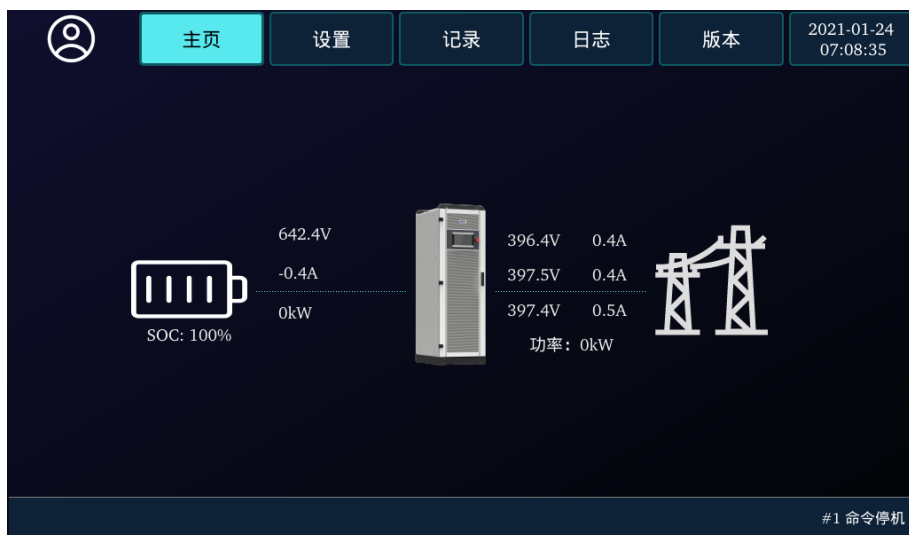 主页
设置
记录
日志
版本
2021-01-24
07:08:35
642.4V
-0.4A
0kW
SOC: 100%
396.4V 0.4A
397.5V 0.4A
397.4V 0.5A
功率：0kW
#1 命令停机